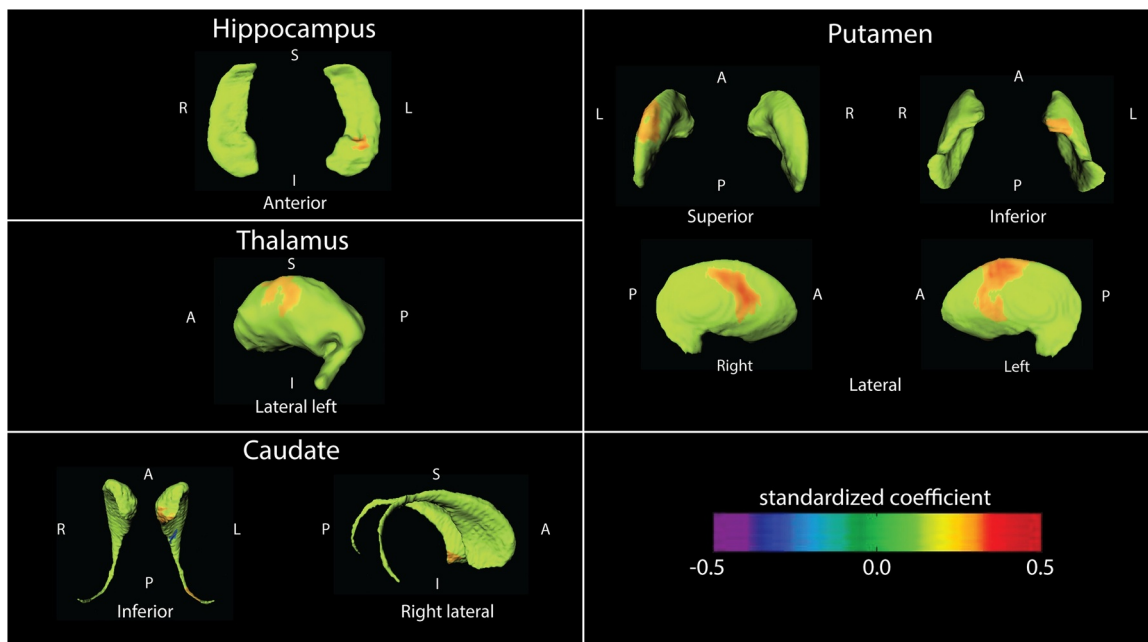 Hippocampus
S
R
L
I
Anterior
Thalamus
S
A
P
I
Lateral left
Caudate
A
R
L
P
Inferior
S
P
A
I
Right lateral
Putamen
A
L
R
P
Superior
A
R
L
P
Inferior
P
A
Right
A
P
Left
Lateral
standardized coefficient
-0.5 0.0 0.5